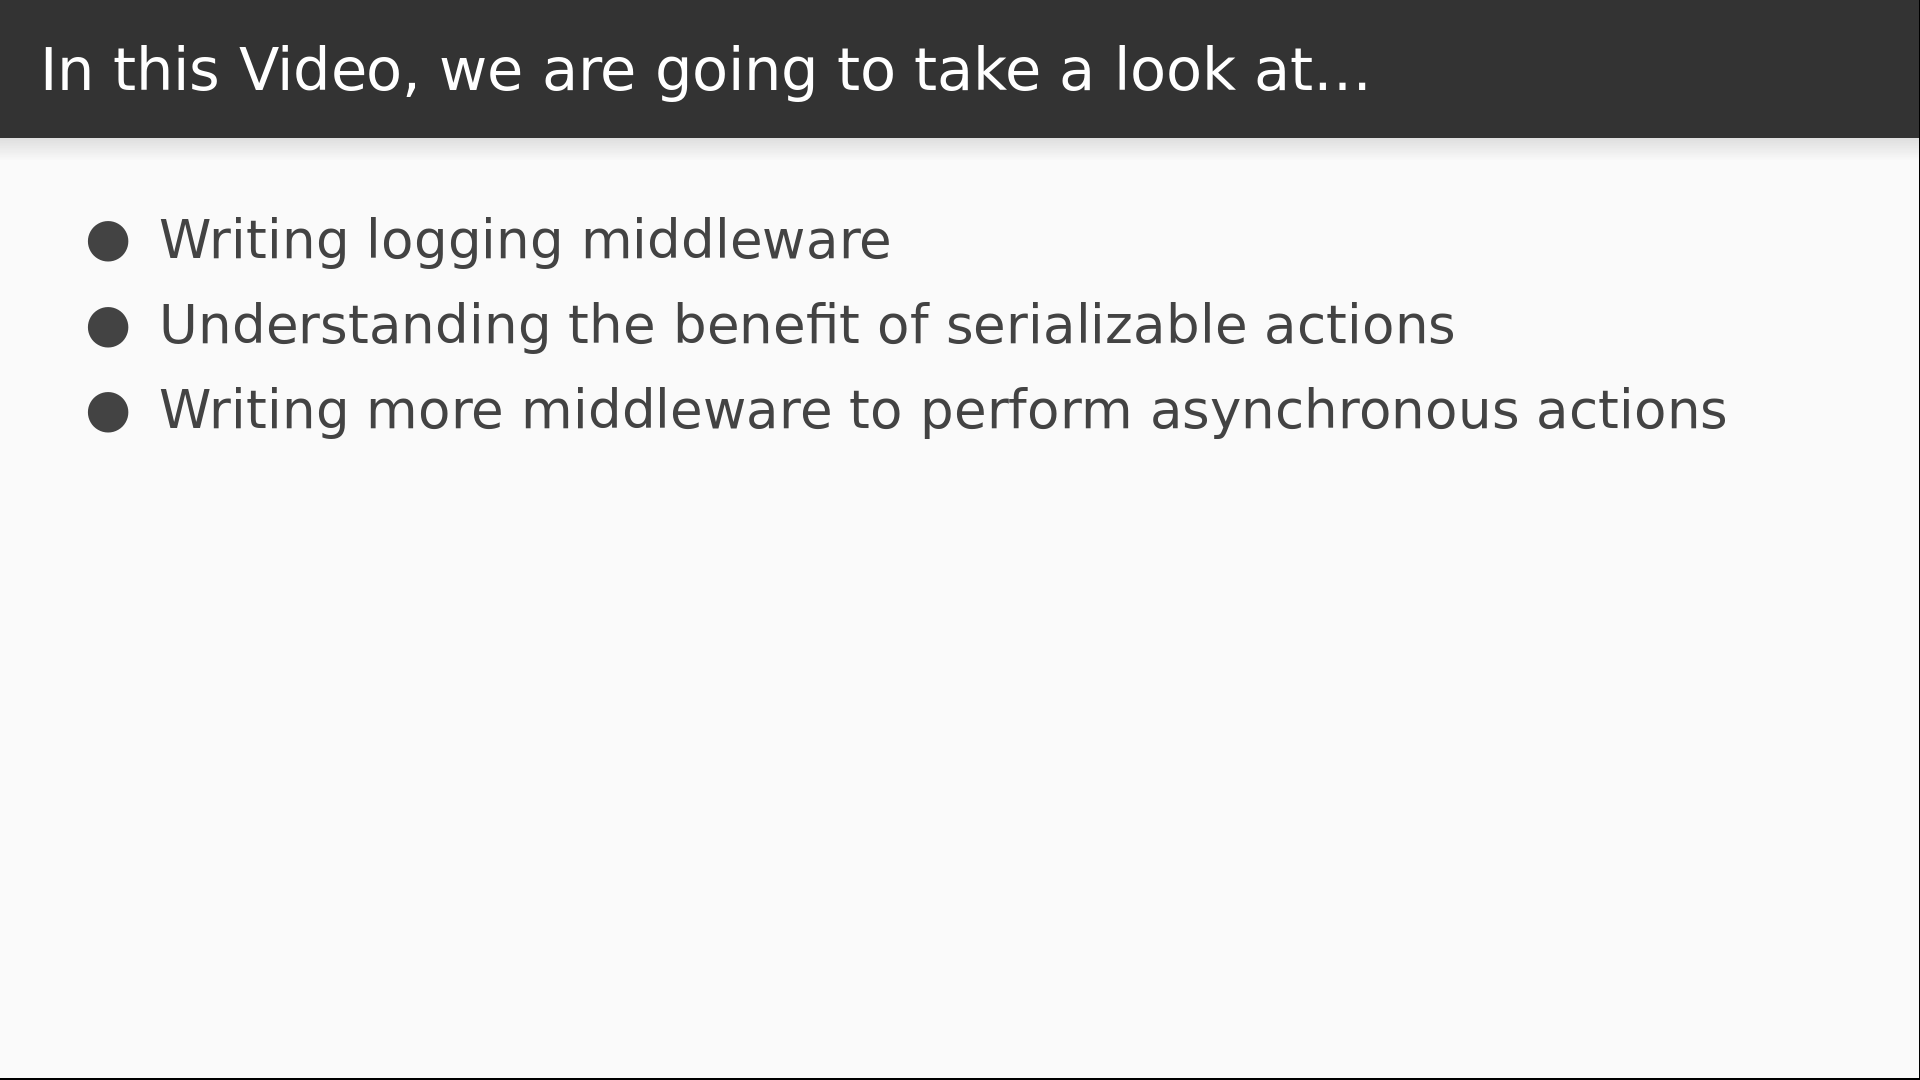 In this Video, we are going to take a look at...
● Writing logging middleware
● Understanding the benefit of serializable actions
● Writing more middleware to perform asynchronous actions